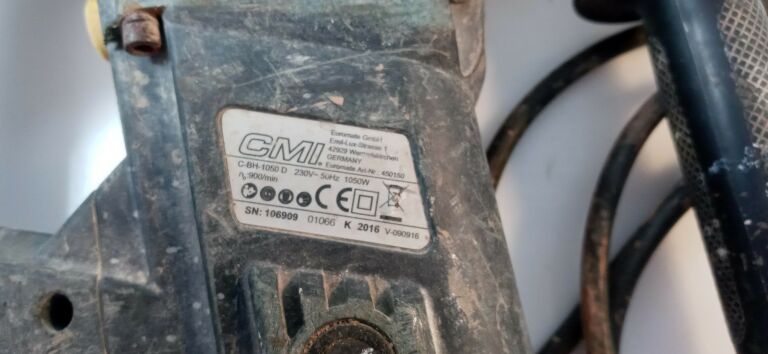 CMI®
Euromate GmbH
Emil-Lux-Strasse 1
42929 Wermelskirchen
GERMANY
Euromate Art-Nr: 450150
C-BH-1050 D 230V~ 50Hz 1050W
n₀:900/min
CE
SN: 106909 01066 K 2016 V-090916